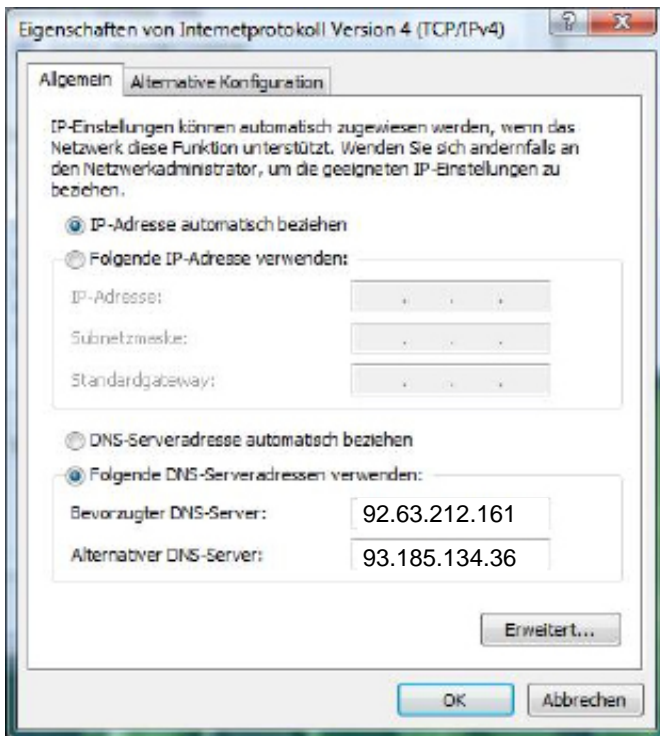 Eigenschaften von Internetprotokoll Version 4 (TCP/IPv4)
Allgemein
Alternative Konfiguration
IP-Einstellungen können automatisch zugewiesen werden, wenn das
Netzwerk diese Funktion unterstützt. Wenden Sie sich andernfalls an
den Netzwerkadministrator, um die geeigneten IP-Einstellungen zu
beziehen.
IP-Adresse automatisch beziehen
Folgende IP-Adresse verwenden:
IP-Adresse:
Subnetzmaske:
Standardgateway:
DNS-Serveradresse automatisch beziehen
Folgende DNS-Serveradressen verwenden:
Bevorzugter DNS-Server: 92.63.212.161
Alternativer DNS-Server: 93.185.134.36
Erweitert...
OK Abbrechen